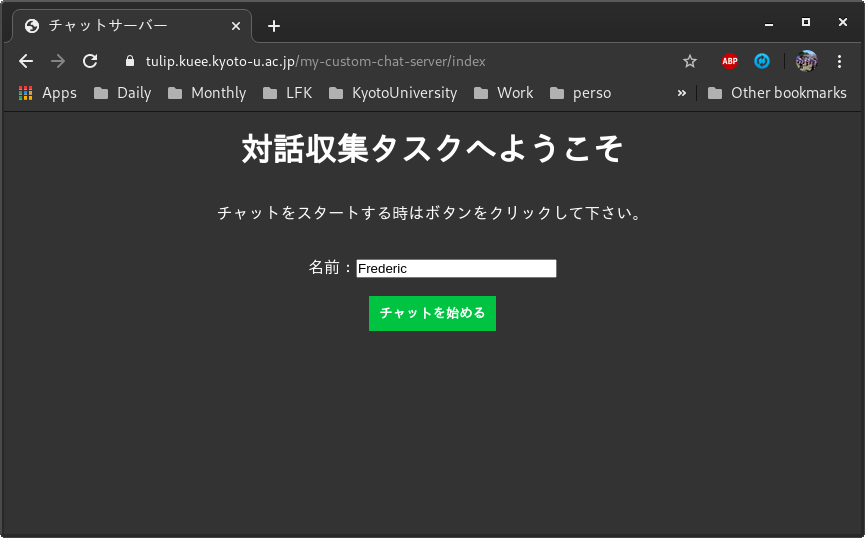 チャットサーバー
tulip.kuee.kyoto-u.ac.jp/my-custom-chat-server/index
ABP
Apps Daily Monthly LFK KyotoUniversity Work perso » Other bookmarks
対話収集タスクへようこそ
チャットをスタートする時はボタンをクリックして下さい。
名前：Frederic
チャットを始める